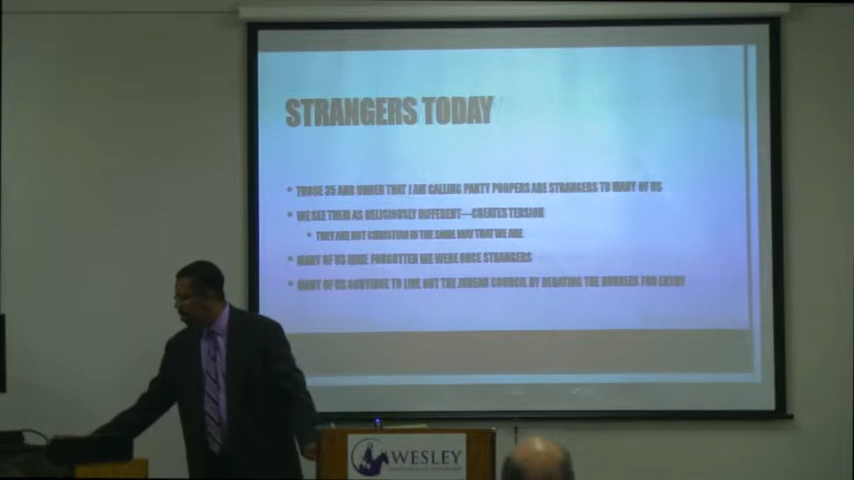 STRANGERS TODAY
• THOSE 35 AND UNDER THAT I AM CALLING PARTY POOPERS ARE STRANGERS TO MANY OF US
• WE SEE THEM AS RELIGIOUSLY DIFFERENT—CREATES TENSION
• THEY ARE NOT CHRISTIAN IN THE SAME WAY THAT WE ARE
• MANY OF US HAVE FORGOTTEN WE WERE ONCE STRANGERS
• MANY OF US CONTINUE TO LIVE OUT THE JUDEAN COUNCIL BY DEBATING THE HURDLES FOR ENTRY
WESLEY